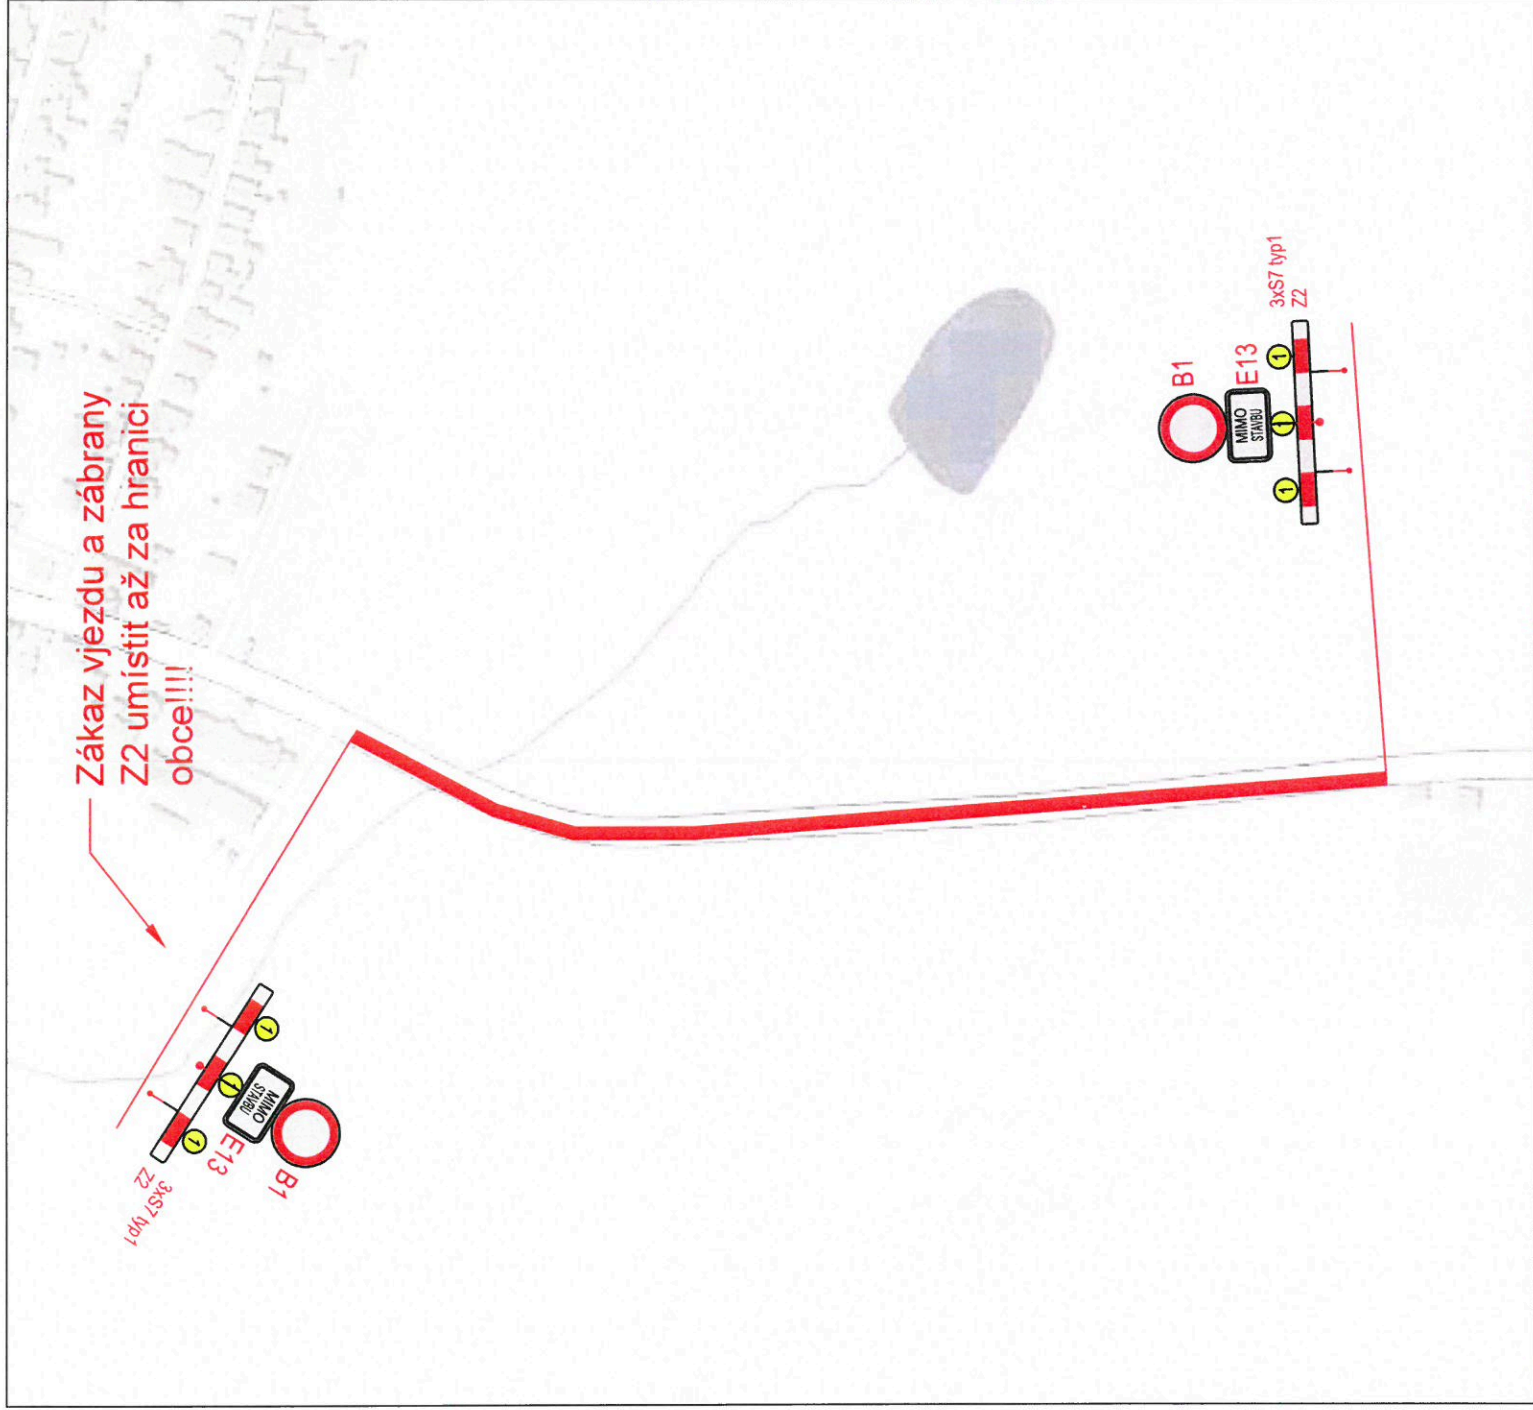 Zákaz vjezdu a zábrany
Z2 umístit až za hranici
obce!!!!
3xS7 typ1
Z2
1
1
1
E13
MIMO
STAVBU
B1
B1
E13
MIMO
STAVBU
3xS7 typ1
Z2
1
1
1